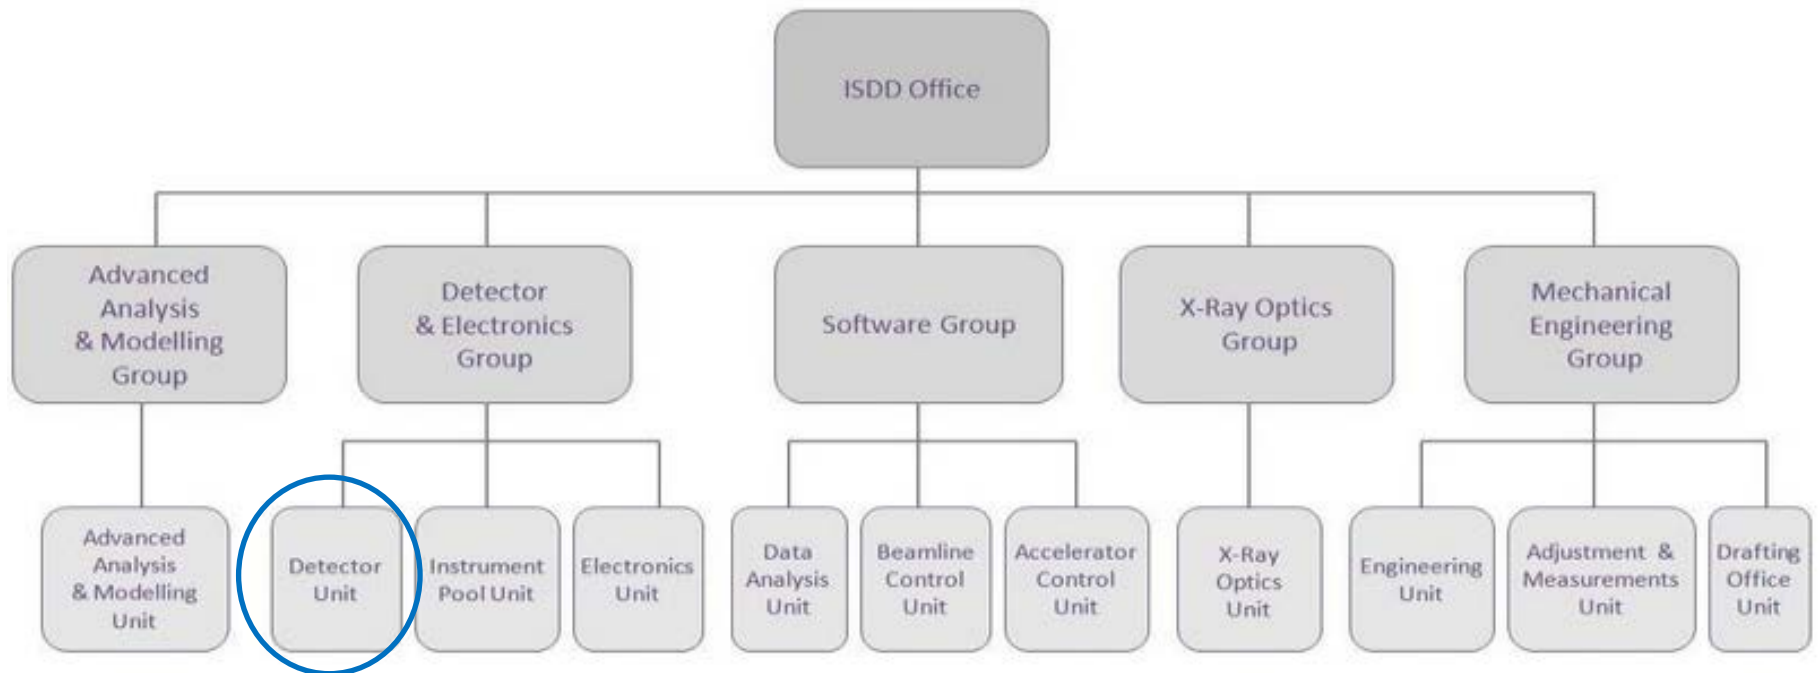 ISDD Office
Advanced
Analysis
& Modelling
Group
Detector
& Electronics
Group
Software Group
X-Ray Optics
Group
Mechanical
Engineering
Group
Advanced
Analysis
& Modelling
Unit
Detector
Unit
Instrument
Pool Unit
Electronics
Unit
Data
Analysis
Unit
Beamline
Control
Unit
Accelerator
Control
Unit
X-Ray
Optics
Unit
Engineering
Unit
Adjustment &
Measurements
Unit
Drafting
Office
Unit